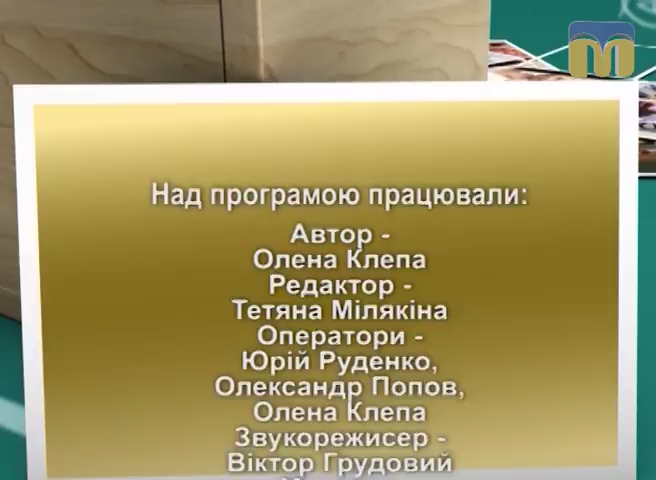 Над програмою працювали:
Автор -
Олена Клепа
Редактор -
Тетяна Мілякіна
Оператори -
Юрій Руденко,
Олександр Попов,
Олена Клепа
Звукорежисер -
Віктор Грудовий